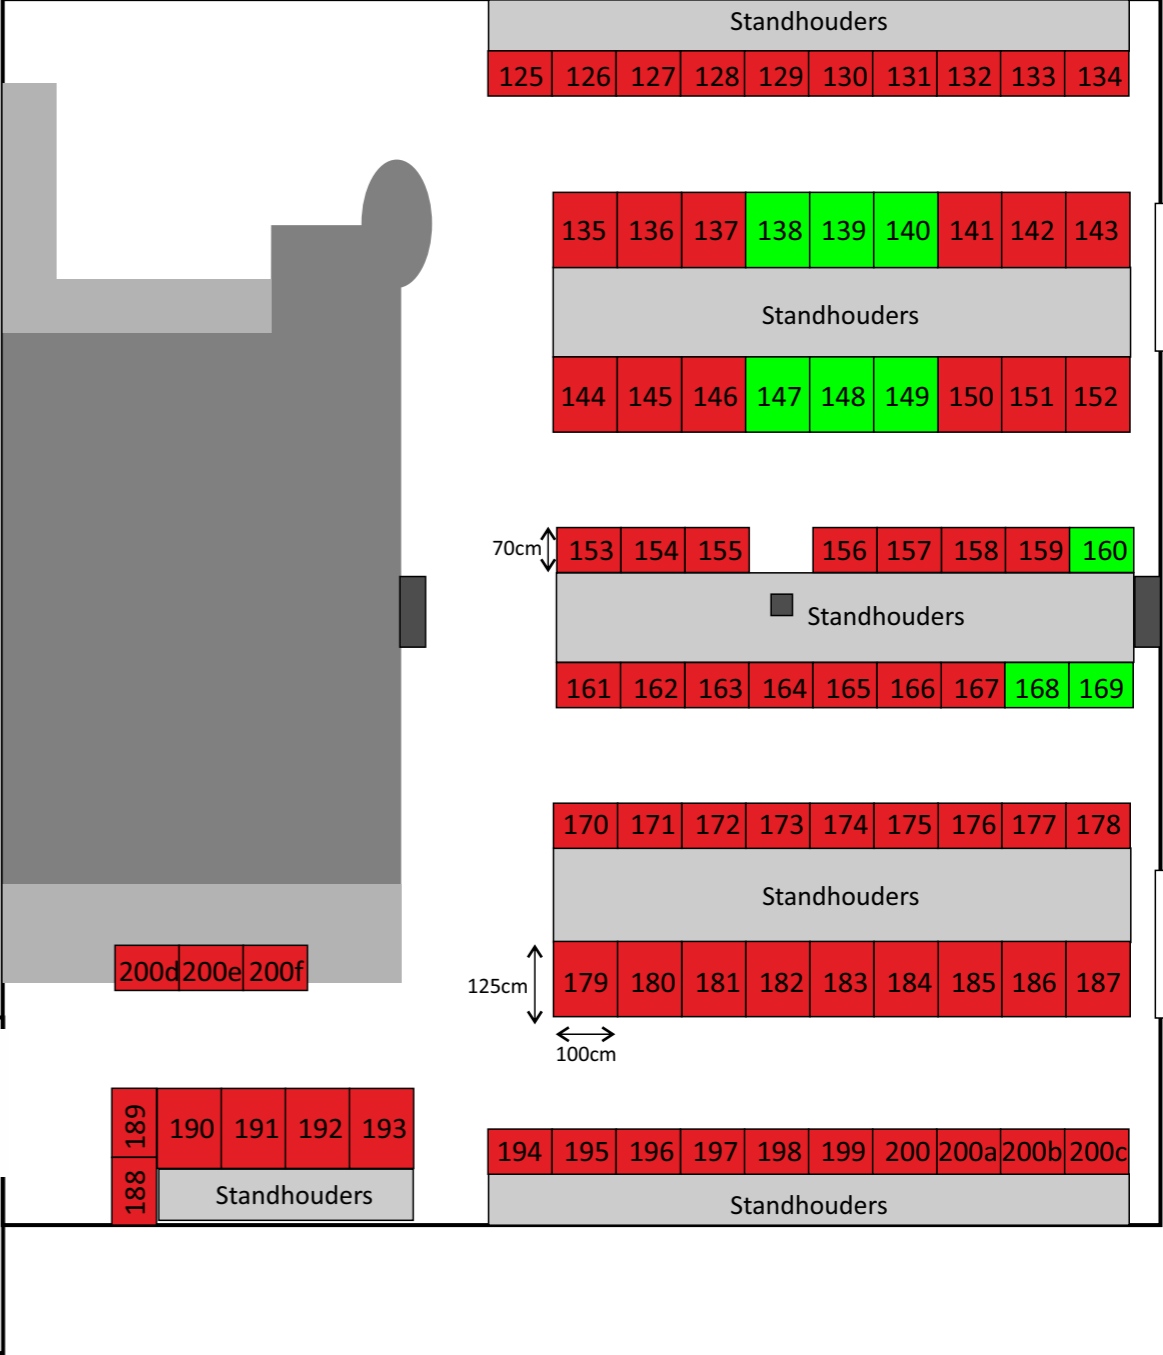 Standhouders
125 126 127 128 129 130 131 132 133 134
135 136 137 138 139 140 141 142 143
Standhouders
144 145 146 147 148 149 150 151 152
70cm
153 154 155 156 157 158 159 160
Standhouders
161 162 163 164 165 166 167 168 169
170 171 172 173 174 175 176 177 178
Standhouders
200d 200e 200f
125cm
179 180 181 182 183 184 185 186 187
100cm
189 190 191 192 193
188
Standhouders
194 195 196 197 198 199 200 200a 200b 200c
Standhouders